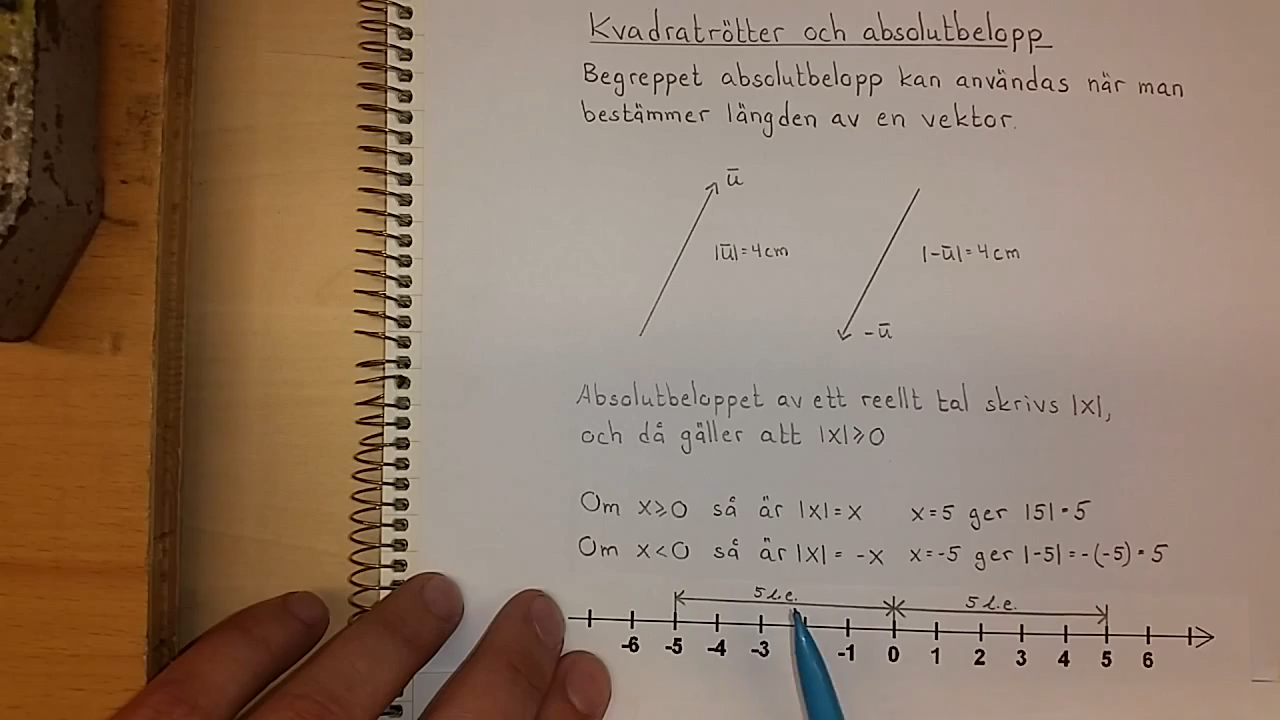 Kvadratrötter och absolutbelopp
Begreppet absolutbelopp kan användas när man
bestämmer längden av en vektor.
ū
|ū|=4cm
|-ū|=4cm
-ū
Absolutbeloppet av ett reellt tal skrivs |x|,
och då gäller att |x|≥0
Om x≥0 så är |x|=x x=5 ger |5|=5
Om x<0 så är |x|= -x x=-5 ger |-5|=-(-5)=5
5 l.e. 5 l.e.
-6 -5 -4 -3 -1 0 1 2 3 4 5 6